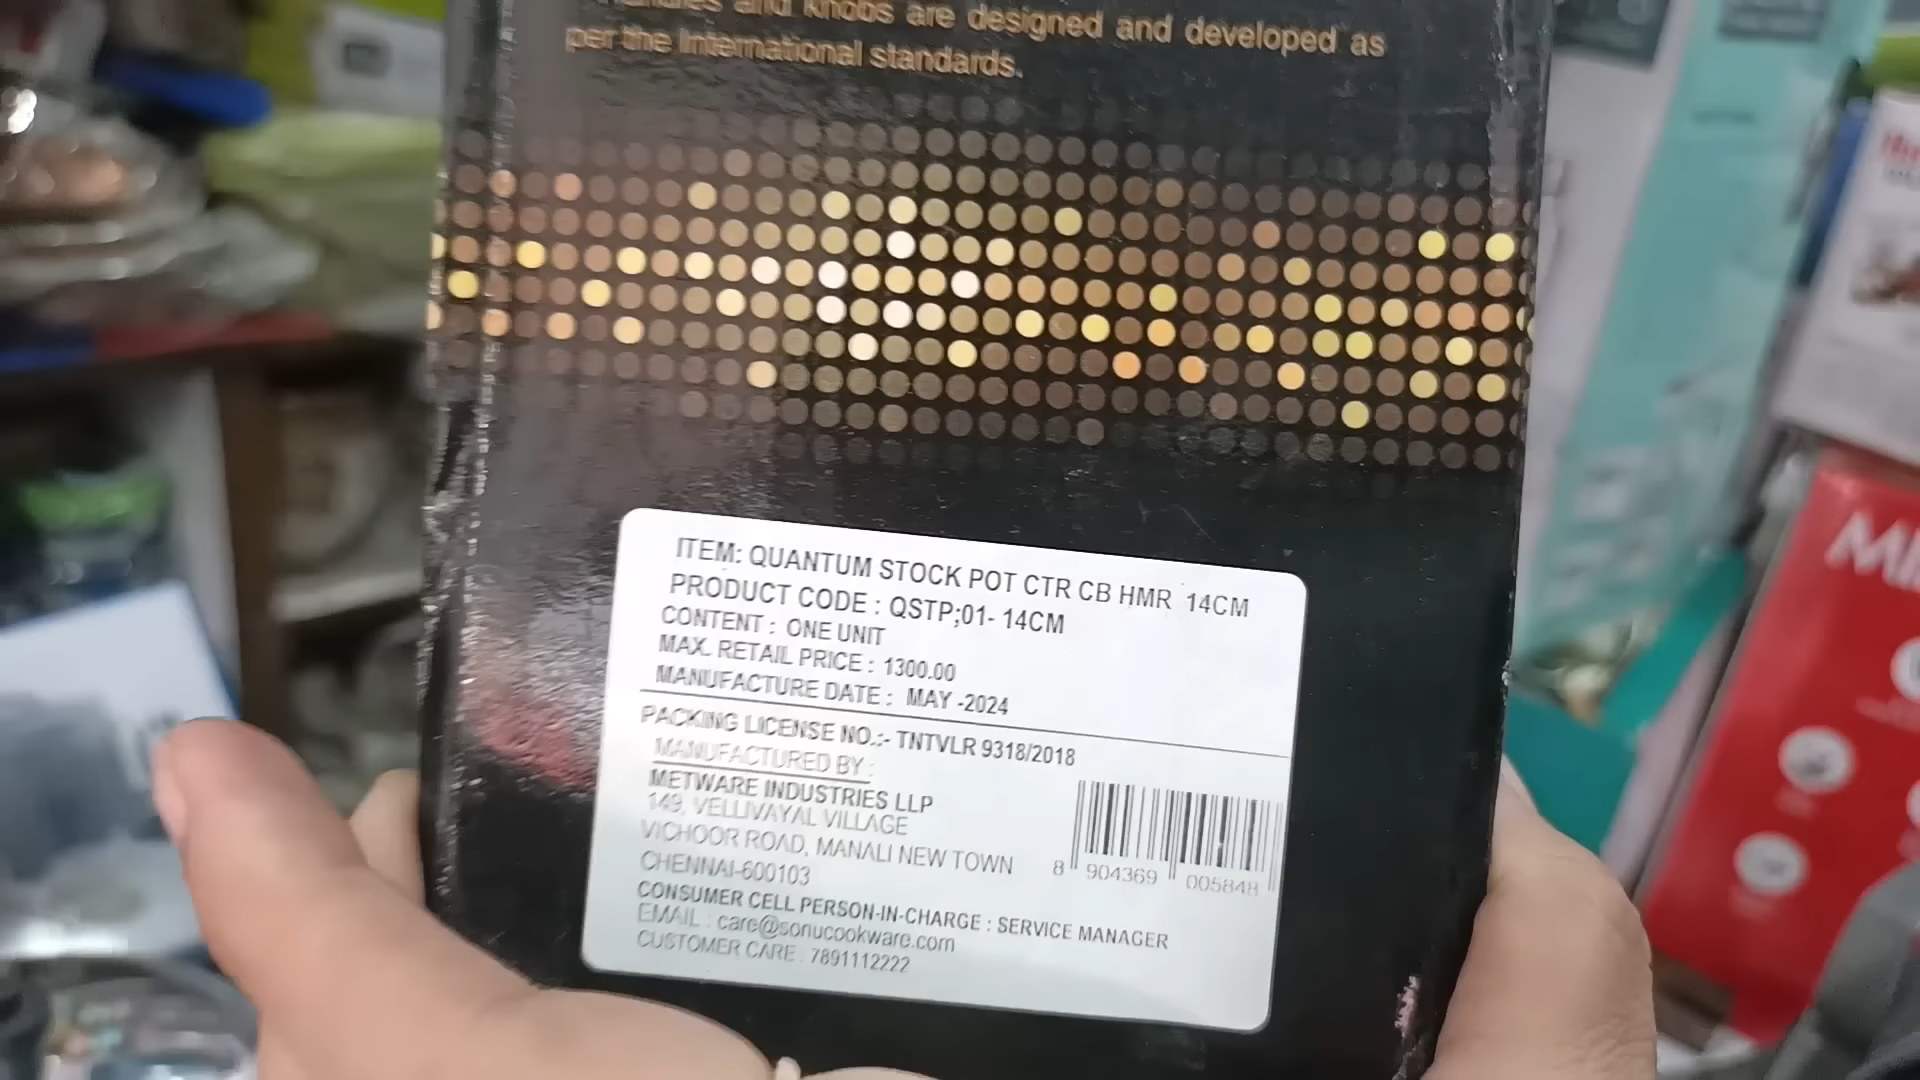 and knobs are designed and developed as
per the International standards.
ITEM: QUANTUM STOCK POT CTR CB HMR 14CM
PRODUCT CODE : QSTP;01- 14CM
CONTENT : ONE UNIT
MAX. RETAIL PRICE : 1300.00
MANUFACTURE DATE : MAY -2024
PACKING LICENSE NO.:- TNTVLR 9318/2018
MANUFACTURED BY :
METWARE INDUSTRIES LLP
149, VELLIVAYAL VILLAGE
VICHOOR ROAD, MANALI NEW TOWN
CHENNAI-600103
CONSUMER CELL PERSON-IN-CHARGE : SERVICE MANAGER
EMAIL : care@sonucookware.com
CUSTOMER CARE : 7891112222
8 904369 005848